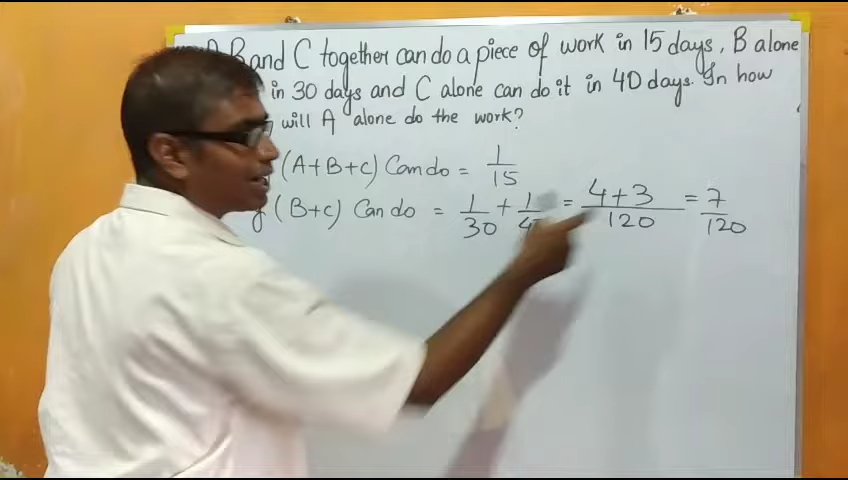 B and C together can do a piece of work in 15 days, B alone
in 30 days and C alone can do it in 40 days. In how
will A alone do the work?
(A+B+C) Can do = 1/15
(B+C) Can do = 1/30 + 1/4 = 4+3/120 = 7/120